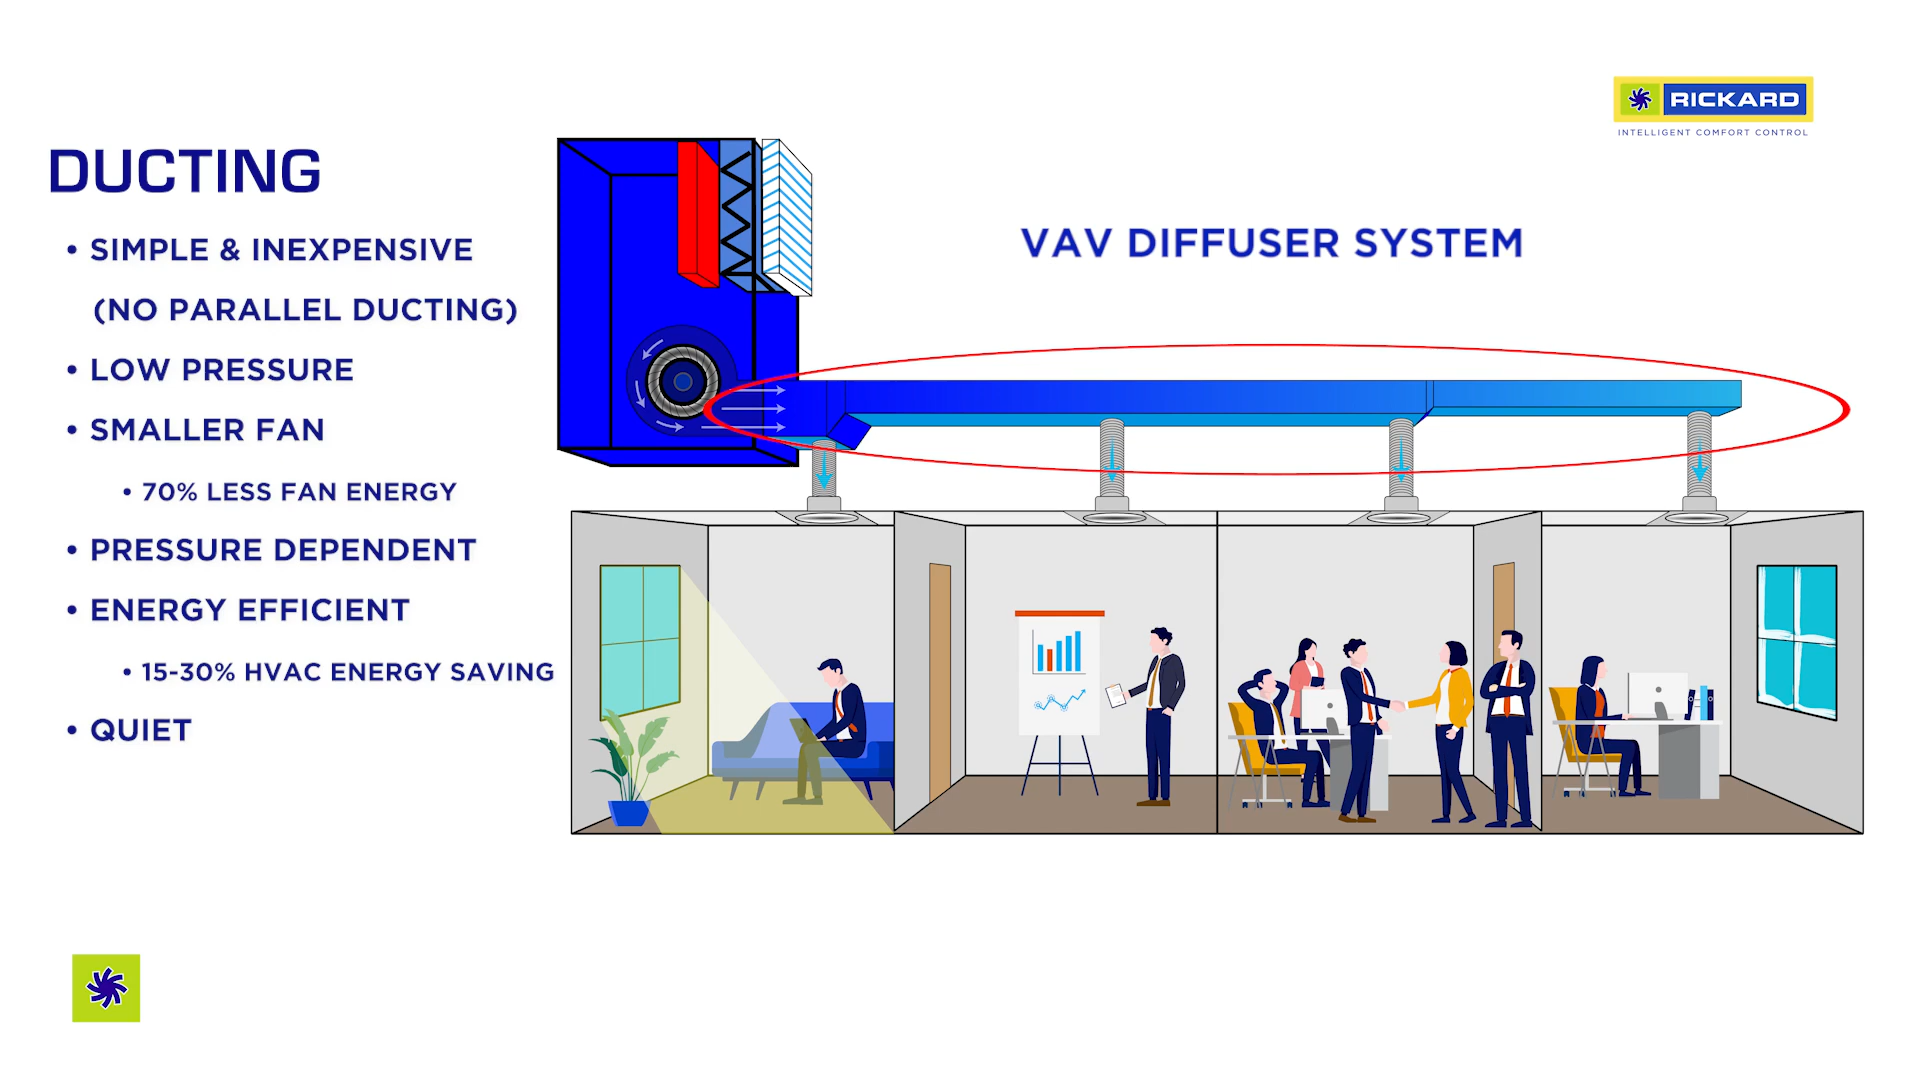 RICKARD
INTELLIGENT COMFORT CONTROL
DUCTING
• SIMPLE & INEXPENSIVE
(NO PARALLEL DUCTING)
• LOW PRESSURE
• SMALLER FAN
• 70% LESS FAN ENERGY
• PRESSURE DEPENDENT
• ENERGY EFFICIENT
• 15-30% HVAC ENERGY SAVING
• QUIET
VAV DIFFUSER SYSTEM